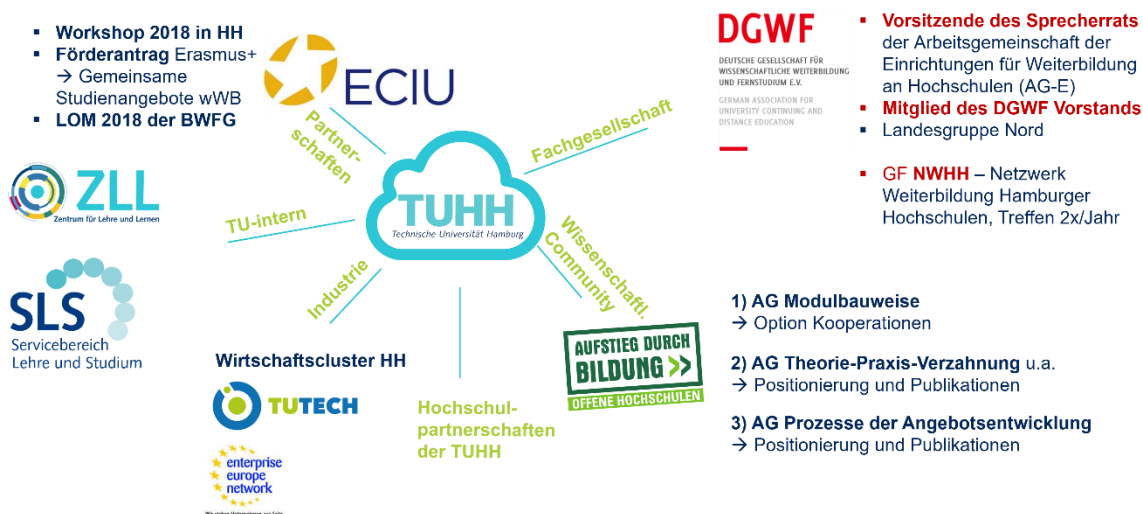 ▪ Workshop 2018 in HH
▪ Förderantrag Erasmus+
→ Gemeinsame
Studienangebote wWB
▪ LOM 2018 der BWFG
ECIU
DGWF
DEUTSCHE GESELLSCHAFT FÜR
WISSENSCHAFTLICHE WEITERBILDUNG
UND FERNSTUDIUM E.V.
GERMAN ASSOCIATION FOR
UNIVERSITY CONTINUING AND
DISTANCE EDUCATION
▪ Vorsitzende des Sprecherrats
der Arbeitsgemeinschaft der
Einrichtungen für Weiterbildung
an Hochschulen (AG-E)
▪ Mitglied des DGWF Vorstands
▪ Landesgruppe Nord
▪ GF NWHH – Netzwerk
Weiterbildung Hamburger
Hochschulen, Treffen 2x/Jahr
Partner-
schaften
Fachgesellschaft
ZLL
Zentrum für Lehre und Lernen
TU-intern
TUHH
Technische Universität Hamburg
Industrie
Wissenschaftl.
Community
SLS
Servicebereich
Lehre und Studium
Wirtschaftscluster HH
TUTECH
enterprise
europe
network
Hochschul-
partnerschaften
der TUHH
AUFSTIEG DURCH
BILDUNG >>
OFFENE HOCHSCHULEN
1) AG Modulbauweise
→ Option Kooperationen
2) AG Theorie-Praxis-Verzahnung u.a.
→ Positionierung und Publikationen
3) AG Prozesse der Angebotsentwicklung
→ Positionierung und Publikationen